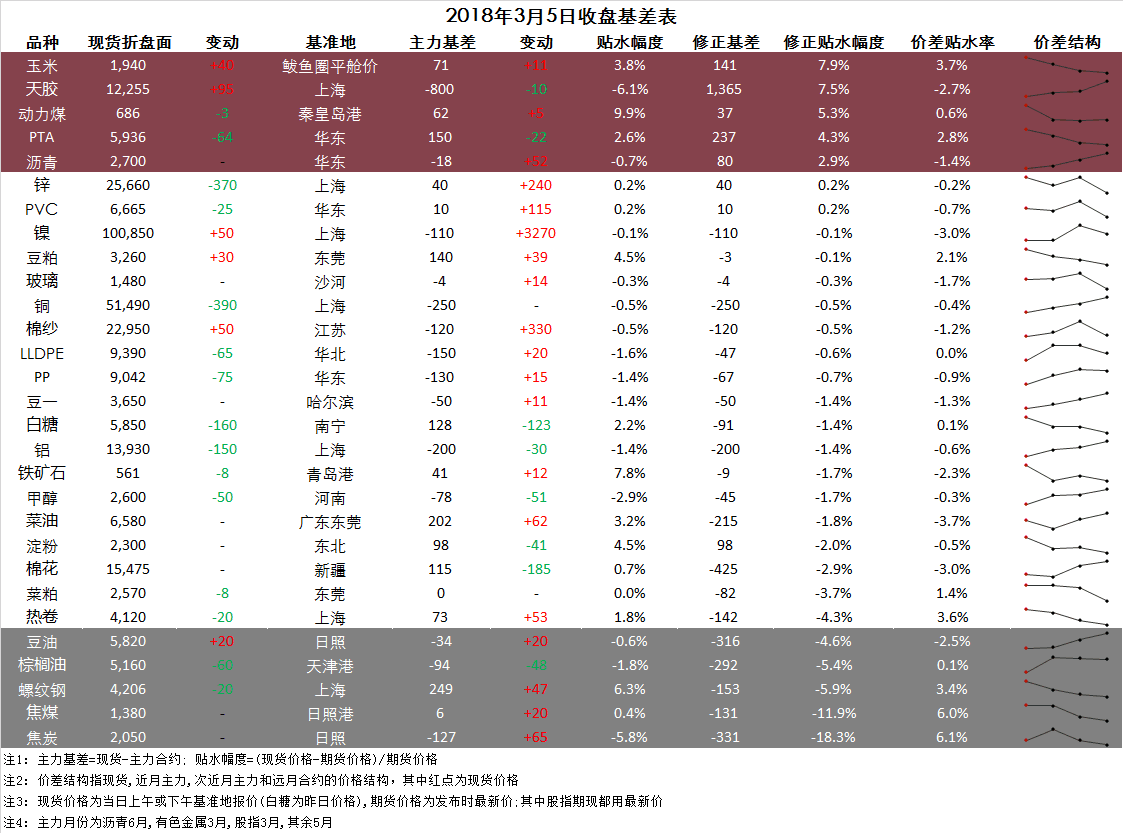 2018年3月5日收盘基差表
品种 现货折盘面 变动 基准地 主力基差 变动 贴水幅度 修正基差 修正贴水幅度 价差贴水率 价差结构
玉米 1,940 +40 鲅鱼圈平舱价 71 +11 3.8% 141 7.9% 3.7%
天胶 12,255 +95 上海 -800 -10 -6.1% 1,365 7.5% -2.7%
动力煤 686 -3 秦皇岛港 62 +5 9.9% 37 5.3% 0.6%
PTA 5,936 -64 华东 150 -22 2.6% 237 4.3% 2.8%
沥青 2,700 - 华东 -18 +52 -0.7% 80 2.9% -1.4%
锌 25,660 -370 上海 40 +240 0.2% 40 0.2% -0.2%
PVC 6,665 -25 华东 10 +115 0.2% 10 0.2% -0.7%
镍 100,850 +50 上海 -110 +3270 -0.1% -110 -0.1% -3.0%
豆粕 3,260 +30 东莞 140 +39 4.5% -3 -0.1% 2.1%
玻璃 1,480 - 沙河 -4 +14 -0.3% -4 -0.3% -1.7%
铜 51,490 -390 上海 -250 - -0.5% -250 -0.5% -0.4%
棉纱 22,950 +50 江苏 -120 +330 -0.5% -120 -0.5% -1.2%
LLDPE 9,390 -65 华北 -150 +20 -1.6% -47 -0.6% 0.0%
PP 9,042 -75 华东 -130 +15 -1.4% -67 -0.7% -0.9%
豆一 3,650 - 哈尔滨 -50 +11 -1.4% -50 -1.4% -1.3%
白糖 5,850 -160 南宁 128 -123 2.2% -91 -1.4% 0.1%
铝 13,930 -150 上海 -200 -30 -1.4% -200 -1.4% -0.6%
铁矿石 561 -8 青岛港 41 +12 7.8% -9 -1.7% -2.3%
甲醇 2,600 -50 河南 -78 -51 -2.9% -45 -1.7% -0.3%
菜油 6,580 - 广东东莞 202 +62 3.2% -215 -1.8% -3.7%
淀粉 2,300 - 东北 98 -41 4.5% 98 -2.0% -0.5%
棉花 15,475 新疆 115 -185 0.7% -425 -2.9% -3.0%
菜粕 2,570 -8 东莞 0 - 0.0% -82 -3.7% 1.4%
热卷 4,120 -20 上海 73 +53 1.8% -142 -4.3% 3.6%
豆油 5,820 +20 日照 -34 +20 -0.6% -316 -4.6% -2.5%
棕榈油 5,160 -60 天津港 -94 -48 -1.8% -292 -5.4% 0.1%
螺纹钢 4,206 -20 上海 249 +47 6.3% -153 -5.9% 3.4%
焦煤 1,380 - 日照港 6 +20 0.4% -131 -11.9% 6.0%
焦炭 2,050 - 日照 -127 +65 -5.8% -331 -18.3% 6.1%
注1: 主力基差=现货-主力合约; 贴水幅度=(现货价格-期货价格)/期货价格
注2: 价差结构指现货,近月主力,次近月主力和远月合约的价格结构，其中红点为现货价格
注3: 现货价格为当日上午或下午基准地报价(白糖为昨日价格),期货价格为发布时最新价;其中股指期现都用最新价
注4: 主力月份为沥青6月,有色金属3月,股指3月,其余5月